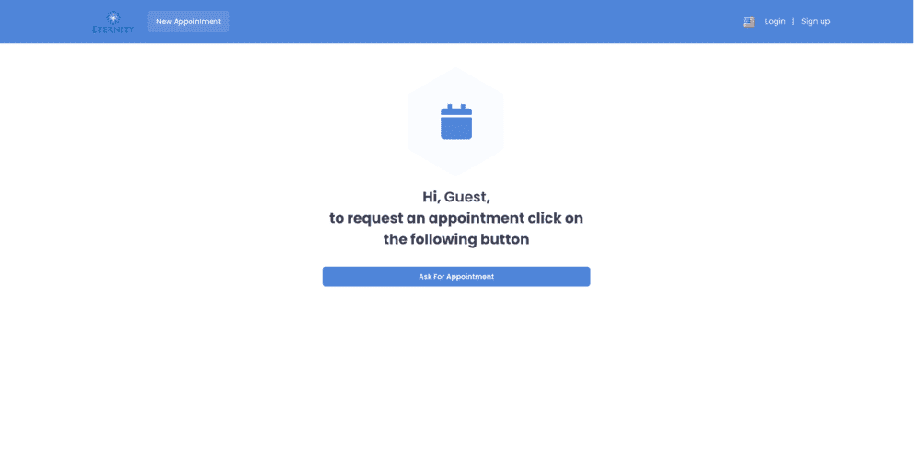 ETERNITY
New Appointment
Login | Sign up
Hi, Guest,
to request an appointment click on
the following button
Ask For Appointment